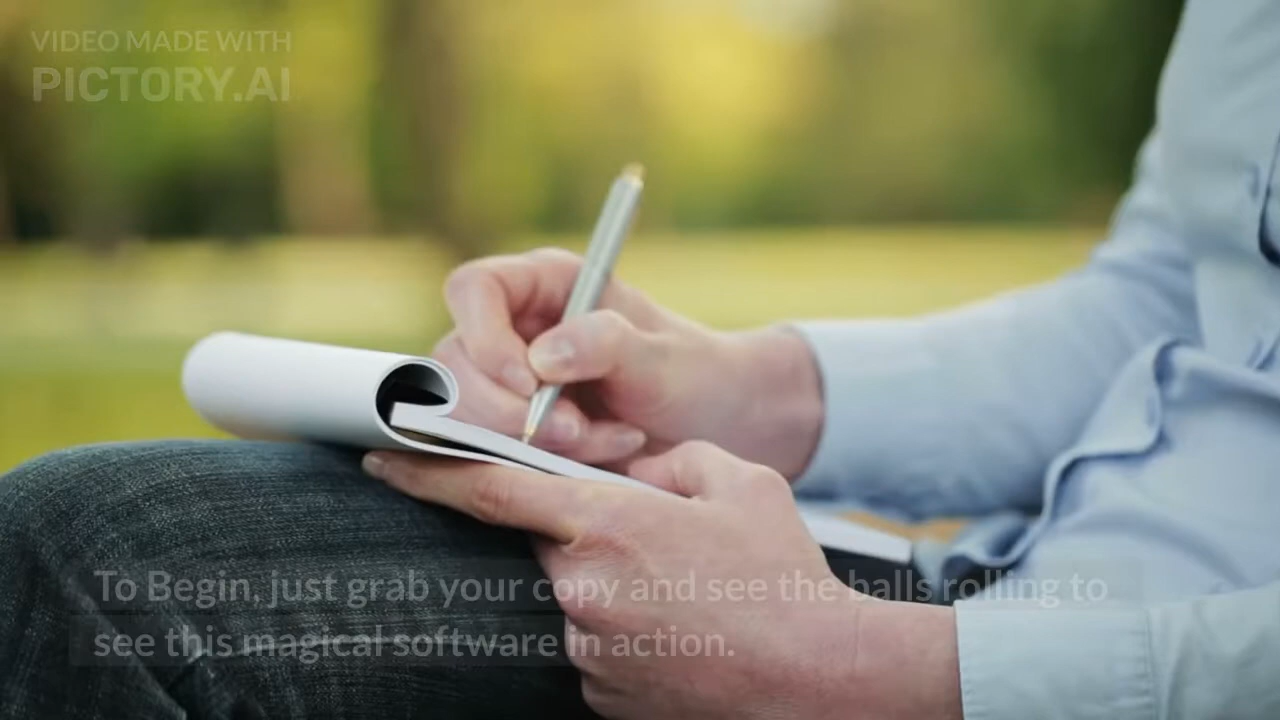 VIDEO MADE WITH
PICTORY.AI
To Begin, just grab your copy and see the balls rolling to
see this magical software in action.